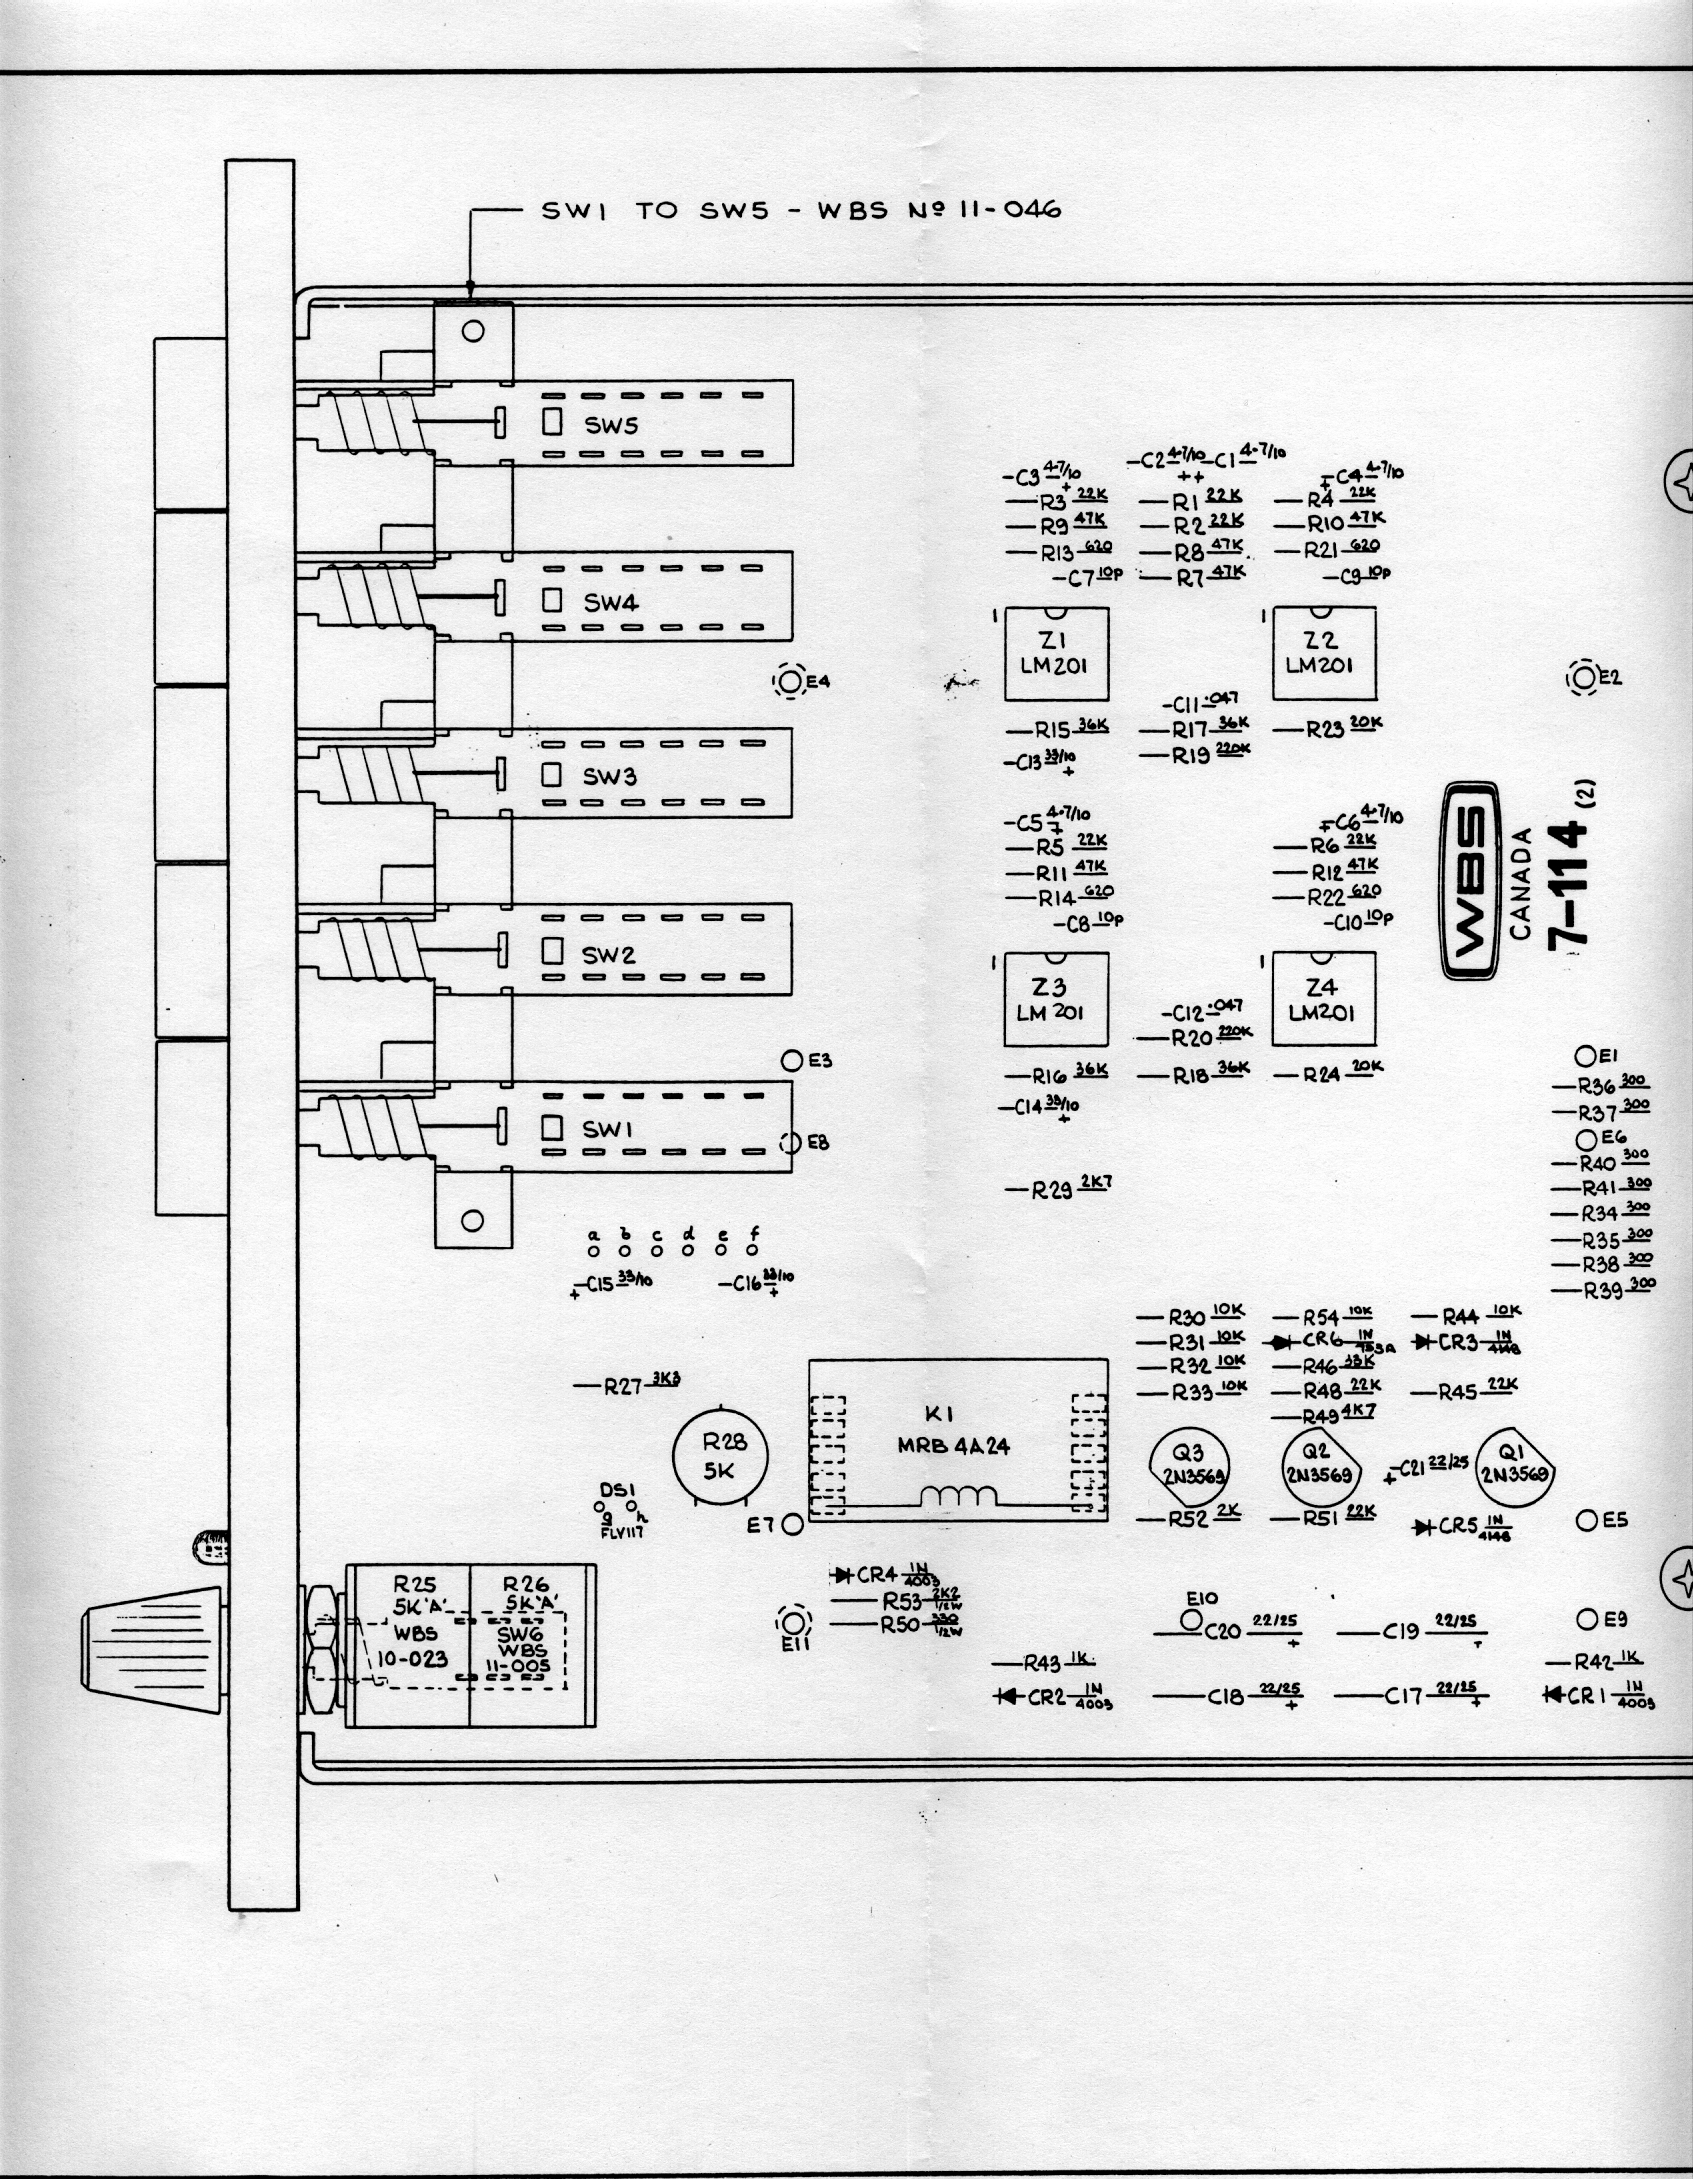 SW1 TO SW5 - WBS Nº 11-046
SW5
SW4
SW3
SW2
SW1
E4
E3
E8
a b c d e f
+ C15 33/10
C16 33/10 +
C3 4.7/10 +
R3 22K
R9 47K
R13 620
C7 10p
C2 4.7/10 +
C1 4.7/10 +
R1 22K
R2 22K
R8 47K
R7 47K
+ C4 4.7/10
R4 22K
R10 47K
R21 620
C9 10p
1 Z1
LM201
1 Z2
LM201
E2
R15 36K
C13 33/10 +
C11 .047
R17 36K
R19 220K
R23 20K
C5 4.7/10 +
R5 22K
R11 47K
R14 620
C8 10p
+ C6 4.7/10
R6 22K
R12 47K
R22 620
C10 10p
WBS
CANADA
7-114 (2)
1 Z3
LM201
1 Z4
LM201
C12 .047
R20 220K
R16 36K
R18 36K
R24 20K
C14 33/10 +
R29 2K7
E1
R36 300
R37 300
E6
R40 300
R41 300
R34 300
R35 300
R38 300
R39 300
R30 10K
R31 10K
R32 10K
R33 10K
R54 10K
CR6 1N
753A
R46 33K
R48 22K
R49 4K7
R44 10K
CR3 1N
4148
R45 22K
R27 3K3
R28
5K
K1
MRB 4A24
Q3
2N3569
Q2
2N3569
+ C21 22/25
Q1
2N3569
R52 2K
R51 22K
CR5 1N
4148
E5
DS1
g h
FLV117
E7
CR4 1N
4003
R53 2K2
1/2W
R50 330
1/2W
E11
R25
5K'A'
WBS
10-023
R26
5K'A'
SW6
WBS
11-005
E10
C20 22/25 +
C19 22/25 +
E9
R43 1K
CR2 1N
4003
C18 22/25 +
C17 22/25 +
R42 1K
CR1 1N
4003